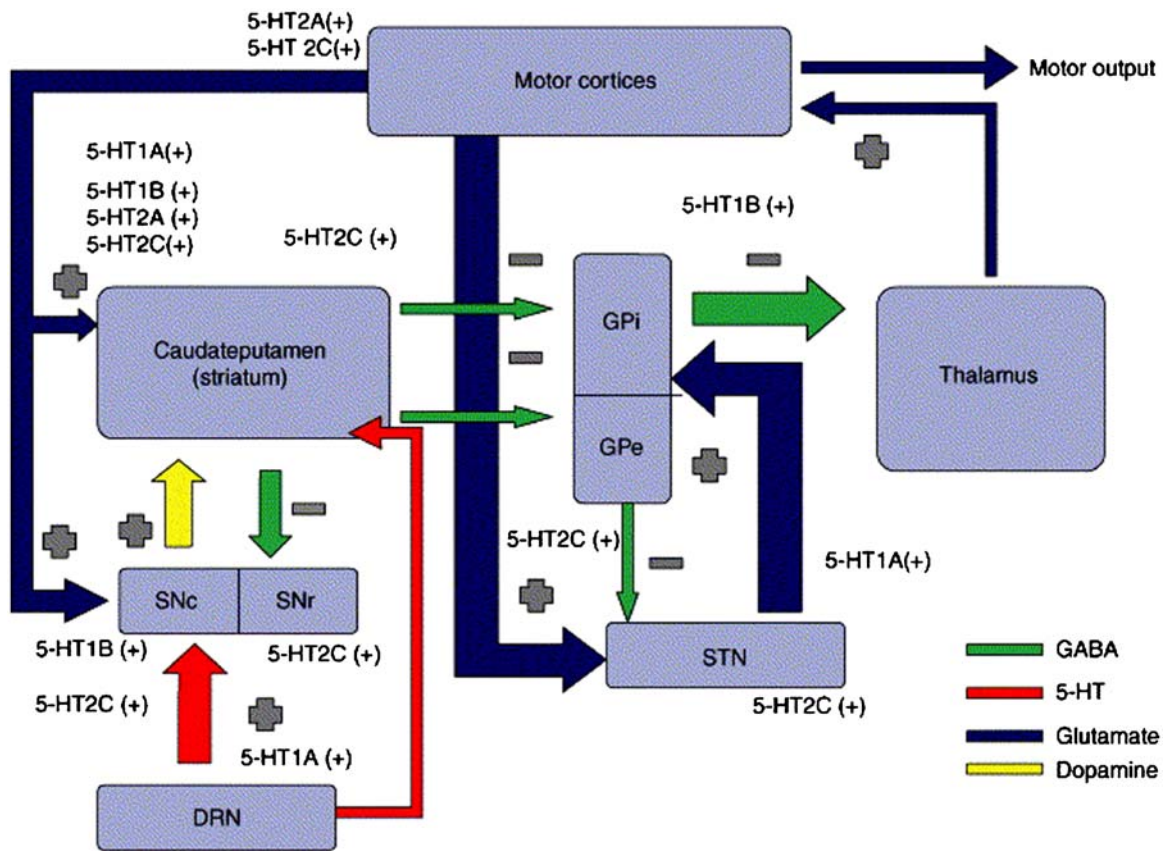 5-HT2A(+)
5-HT 2C(+)
Motor cortices
Motor output
5-HT1A(+)
5-HT1B (+)
5-HT2A (+)
5-HT2C(+)
5-HT2C (+)
5-HT1B (+)
GPi
Caudateputamen
(striatum)
Thalamus
GPe
5-HT2C (+)
5-HT1A(+)
SNc
SNr
5-HT1B (+)
5-HT2C (+)
STN
5-HT2C (+)
5-HT2C (+)
5-HT1A (+)
DRN
GABA
5-HT
Glutamate
Dopamine